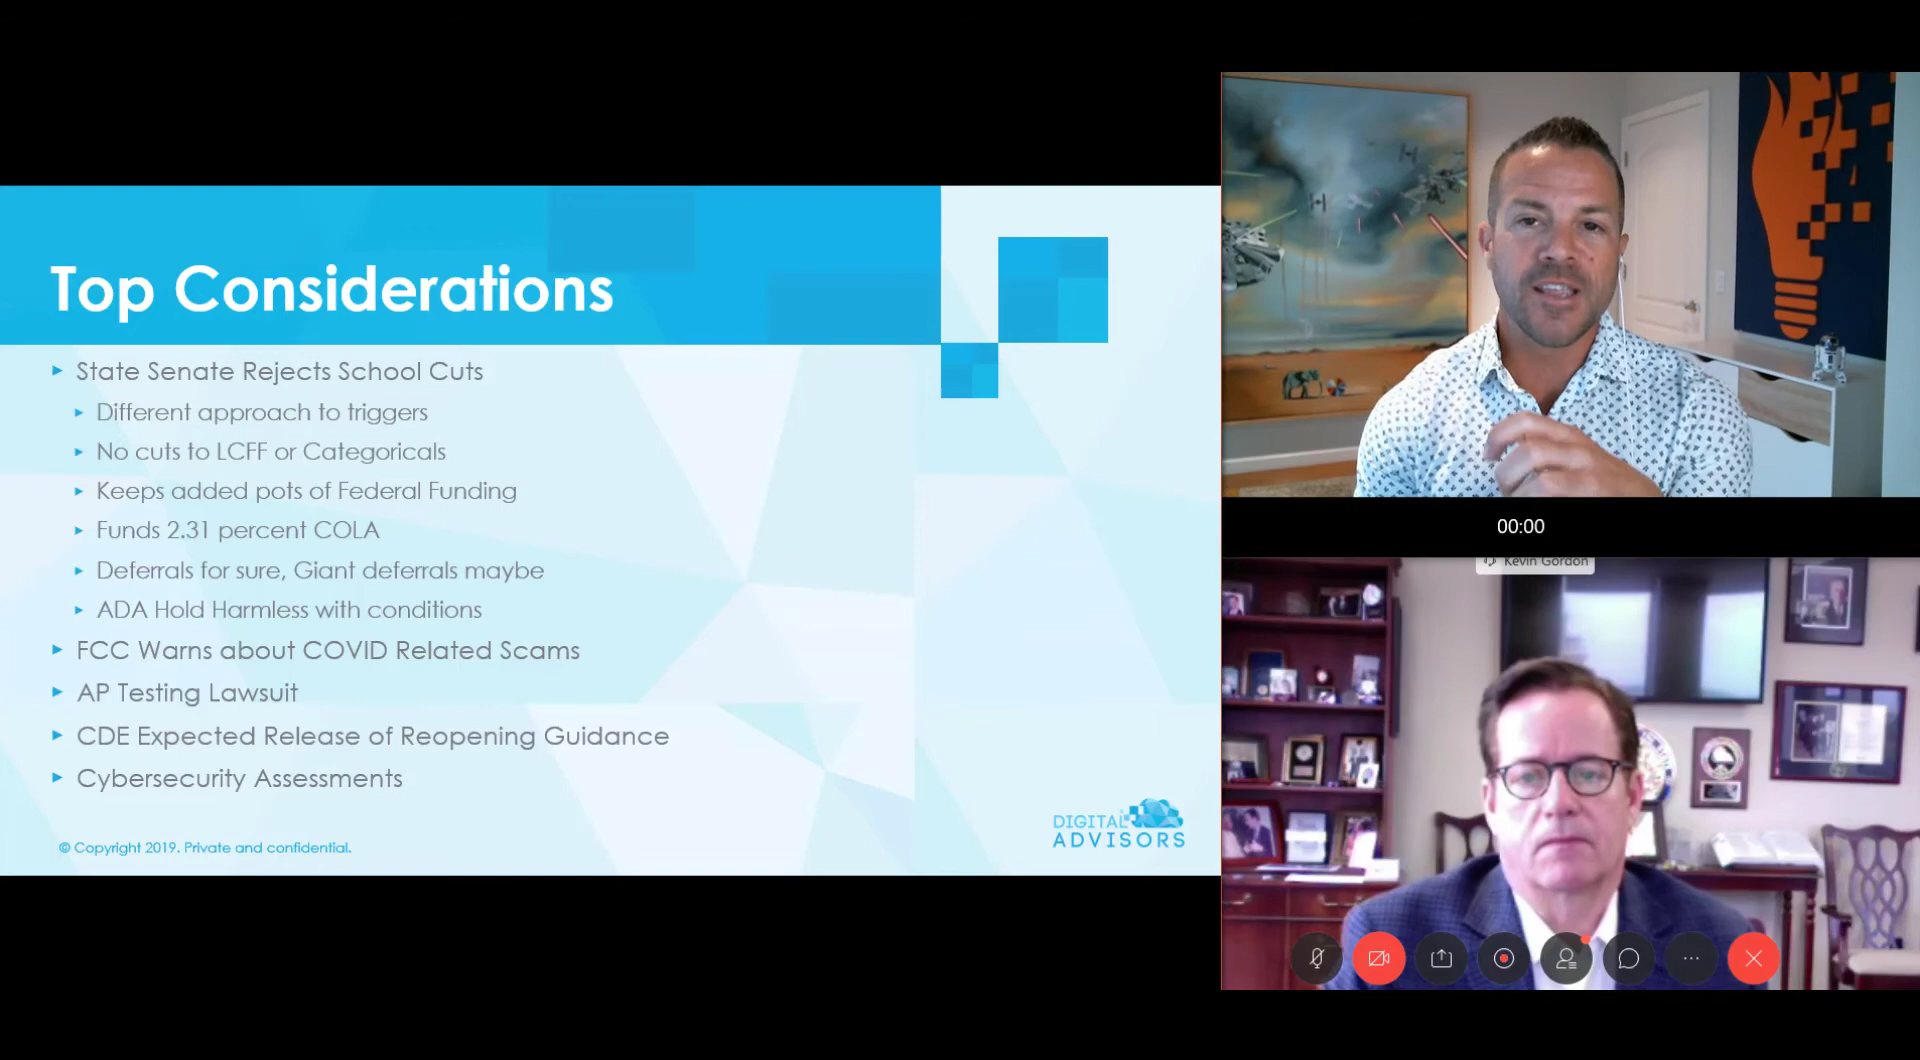 Top Considerations
State Senate Rejects School Cuts
Different approach to triggers
No cuts to LCFF or Categoricals
Keeps added pots of Federal Funding
Funds 2.31 percent COLA
Deferrals for sure, Giant deferrals maybe
ADA Hold Harmless with conditions
FCC Warns about COVID Related Scams
AP Testing Lawsuit
CDE Expected Release of Reopening Guidance
Cybersecurity Assessments
© Copyright 2019. Private and confidential.
DIGITAL
ADVISORS
00:00
Kevin Gordon